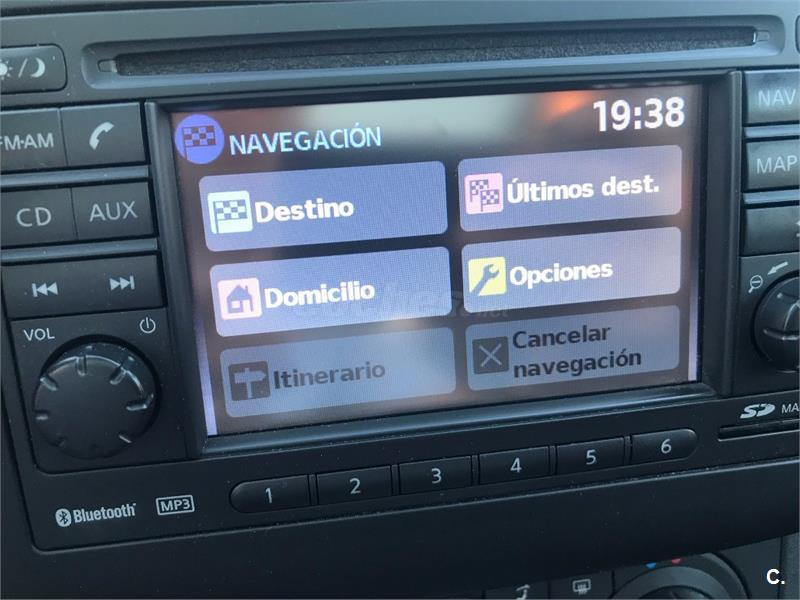 NAVEGACIÓN
19:38
Destino
Últimos dest.
Domicilio
Opciones
Itinerario
Cancelar
navegación
FM·AM
CD
AUX
VOL
NAV
MAP
SD
MA
1 2 3 4 5 6
Bluetooth
MP3
C.